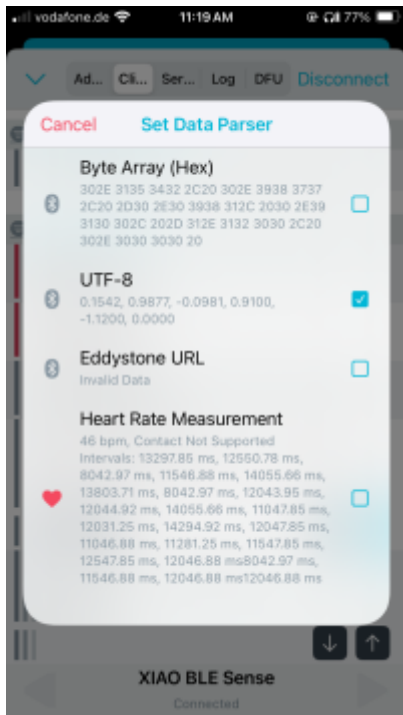 vodafone.de 11:19 AM 77%
Ad... Cli... Ser... Log DFU Disconnect
Cancel Set Data Parser
Byte Array (Hex)
302E 3135 3432 2C20 302E 3938 3737
2C20 2D30 2E30 3938 312C 2030 2E39
3130 302C 202D 312E 3132 3030 2C20
302E 3030 3030 20
UTF-8
0.1542, 0.9877, -0.0981, 0.9100,
-1.1200, 0.0000
Eddystone URL
Invalid Data
Heart Rate Measurement
46 bpm, Contact Not Supported
Intervals: 13297.85 ms, 12550.78 ms,
8042.97 ms, 11546.88 ms, 14055.66 ms,
13803.71 ms, 8042.97 ms, 12043.95 ms,
12044.92 ms, 14055.66 ms, 11047.85 ms,
12031.25 ms, 14294.92 ms, 12047.85 ms,
11046.88 ms, 11281.25 ms, 11547.85 ms,
12547.85 ms, 12046.88 ms8042.97 ms,
11546.88 ms, 12046.88 ms12046.88 ms
XIAO BLE Sense
Connected